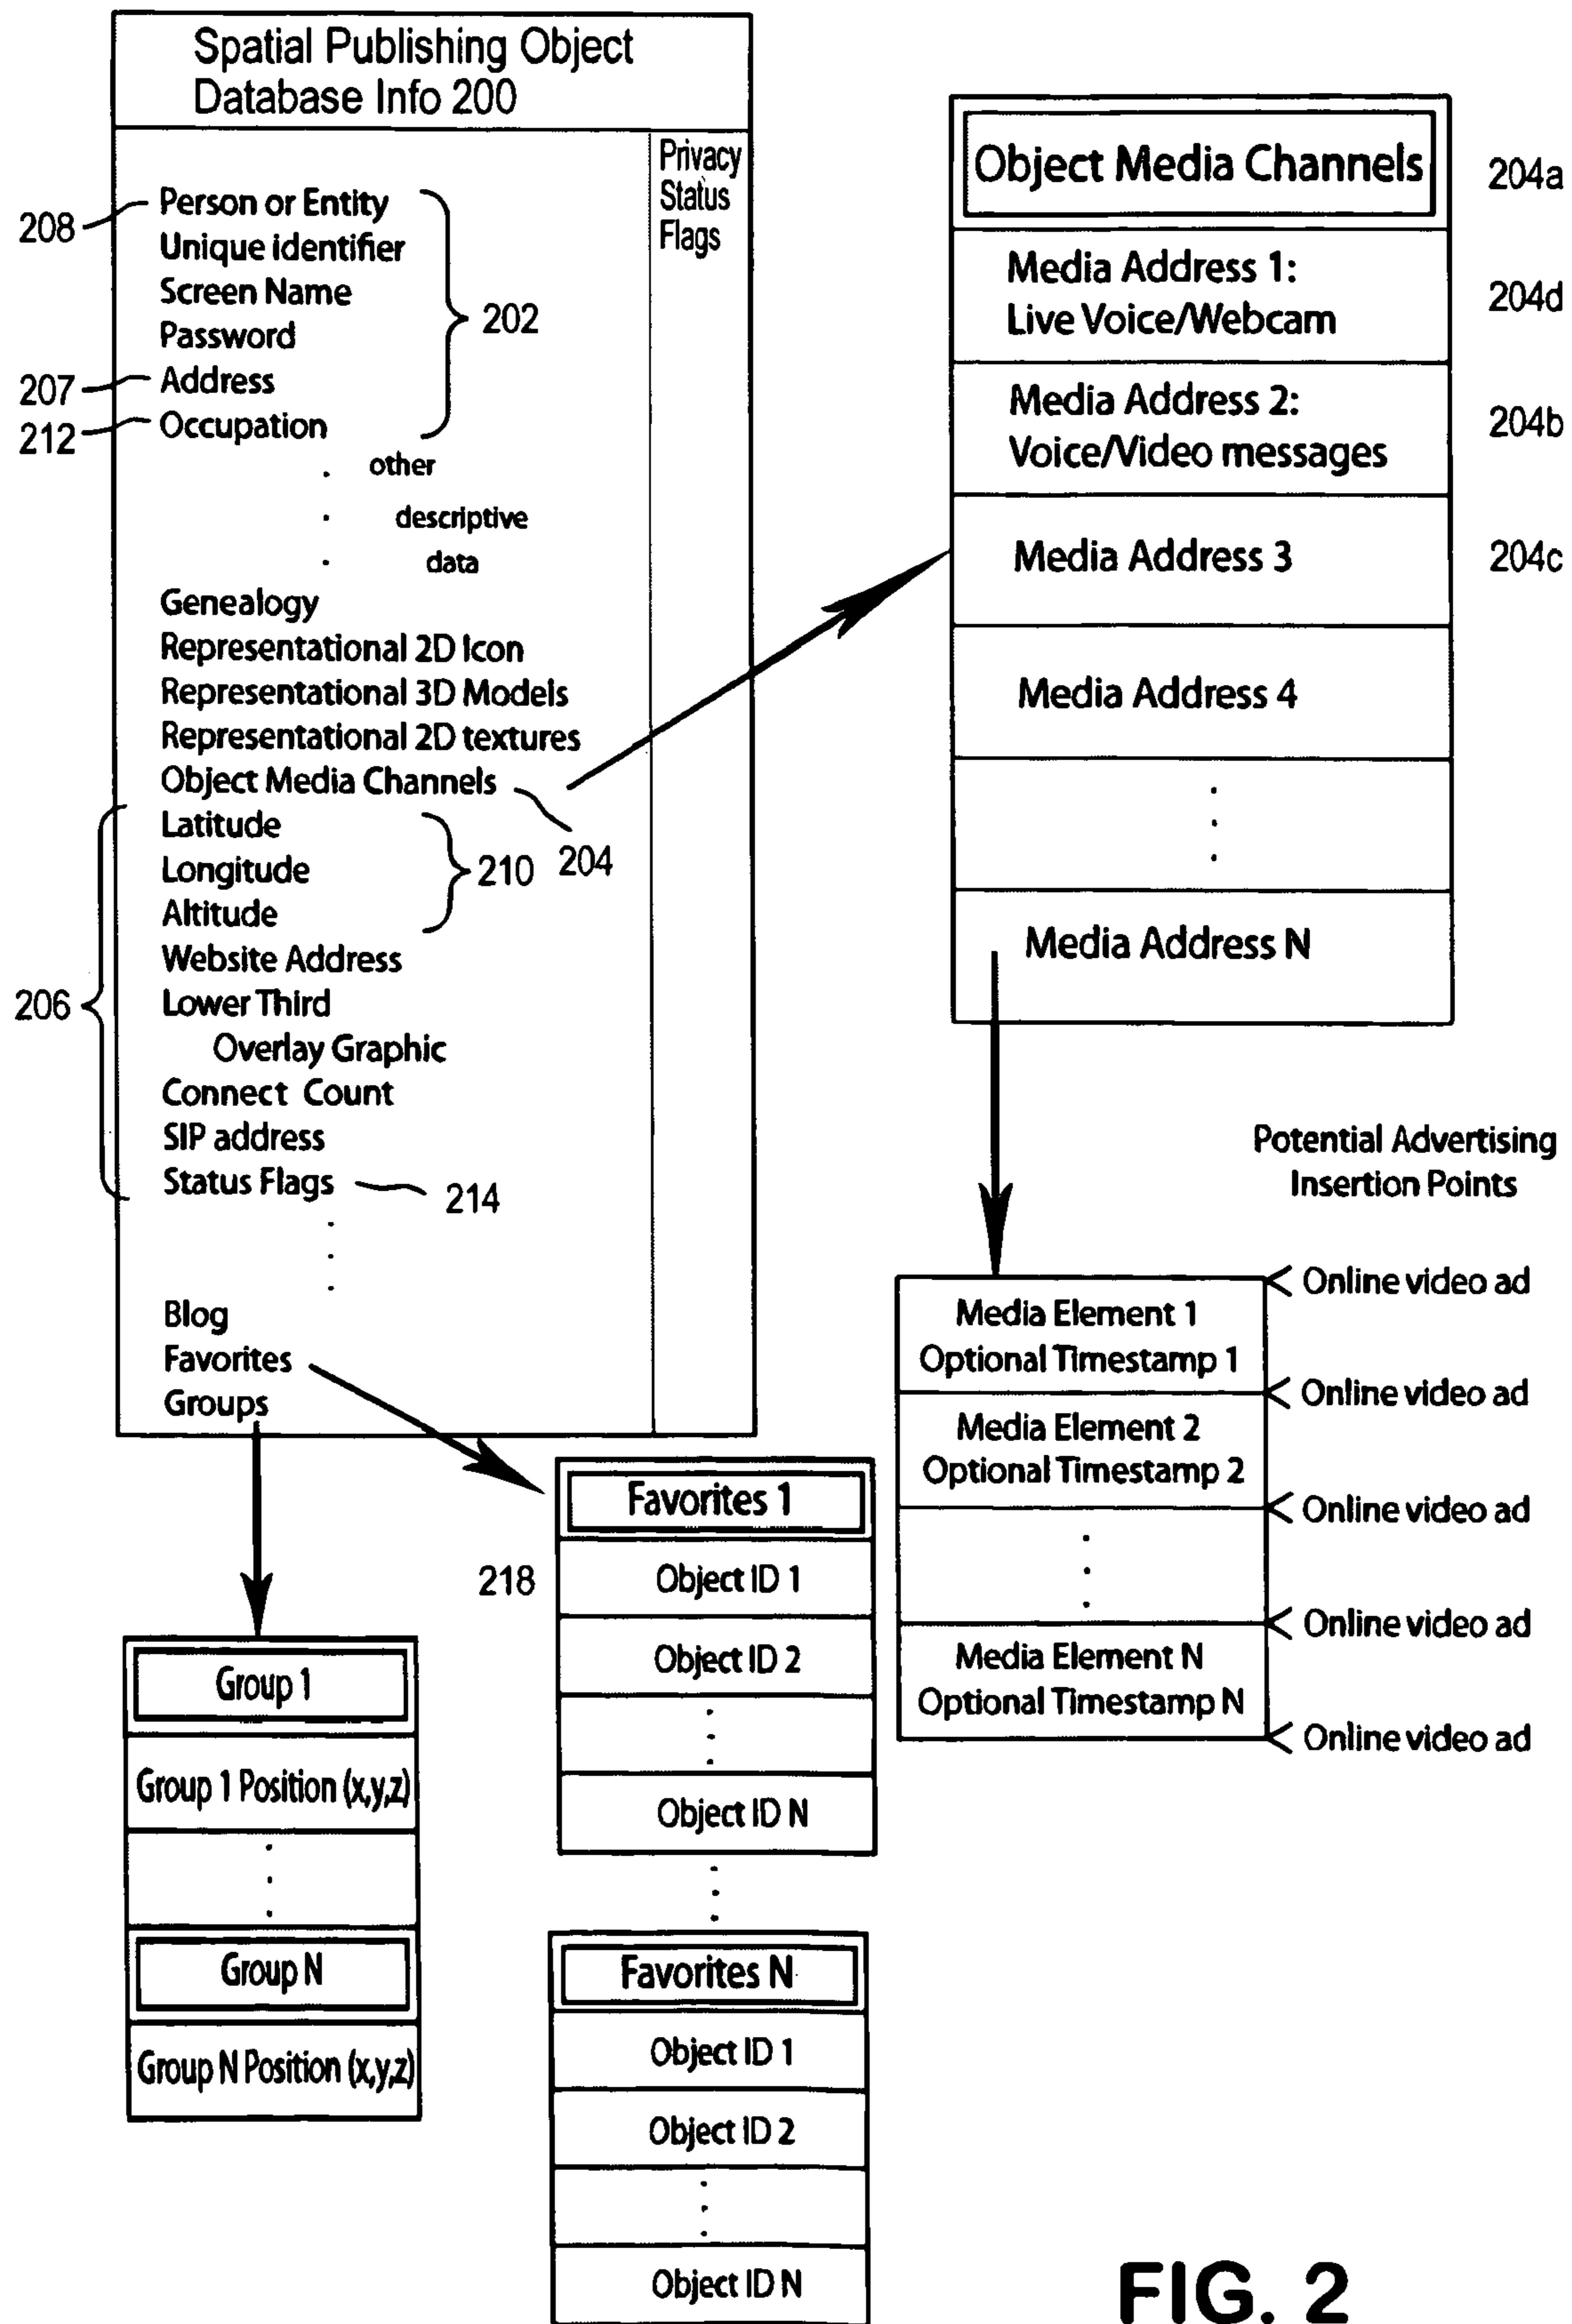 Spatial Publishing Object
Database Info 200
Privacy
Status
Flags
208
Person or Entity
Unique identifier
Screen Name
Password
202
207
Address
212
Occupation
other
descriptive
data
Genealogy
Representational 2D Icon
Representational 3D Models
Representational 2D textures
Object Media Channels
204
206
Latitude
Longitude
Altitude
210
Website Address
Lower Third
Overlay Graphic
Connect Count
SIP address
Status Flags
214
Blog
Favorites
Groups
Object Media Channels
204a
Media Address 1:
Live Voice/Webcam
204d
Media Address 2:
Voice/Video messages
204b
Media Address 3
204c
Media Address 4
Media Address N
Potential Advertising
Insertion Points
Media Element 1
Optional Timestamp 1
Media Element 2
Optional Timestamp 2
Media Element N
Optional Timestamp N
Online video ad
Online video ad
Online video ad
Online video ad
Online video ad
218
Favorites 1
Object ID 1
Object ID 2
Object ID N
Favorites N
Object ID 1
Object ID 2
Object ID N
Group 1
Group 1 Position (x,y,z)
Group N
Group N Position (x,y,z)
FIG. 2